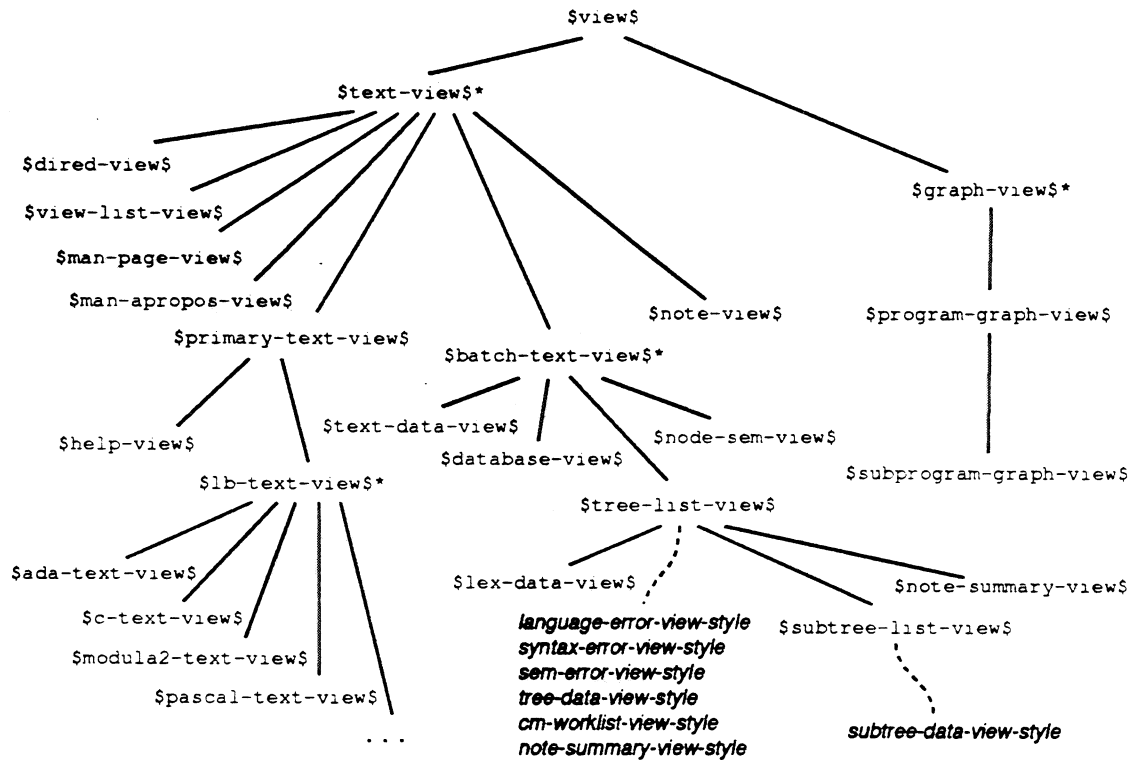 $view$
$text-view$*
$dired-view$
$graph-view$*
$view-list-view$
$man-page-view$
$man-apropos-view$
$note-view$
$program-graph-view$
$primary-text-view$
$batch-text-view$*
$text-data-view$
$node-sem-view$
$help-view$
$database-view$
$subprogram-graph-view$
$lb-text-view$*
$tree-list-view$
$ada-text-view$
$lex-data-view$
$note-summary-view$
$c-text-view$
language-error-view-style
$subtree-list-view$
syntax-error-view-style
$modula2-text-view$
sem-error-view-style
$pascal-text-view$
tree-data-view-style
cm-worklist-view-style
subtree-data-view-style
. . .
note-summary-view-style